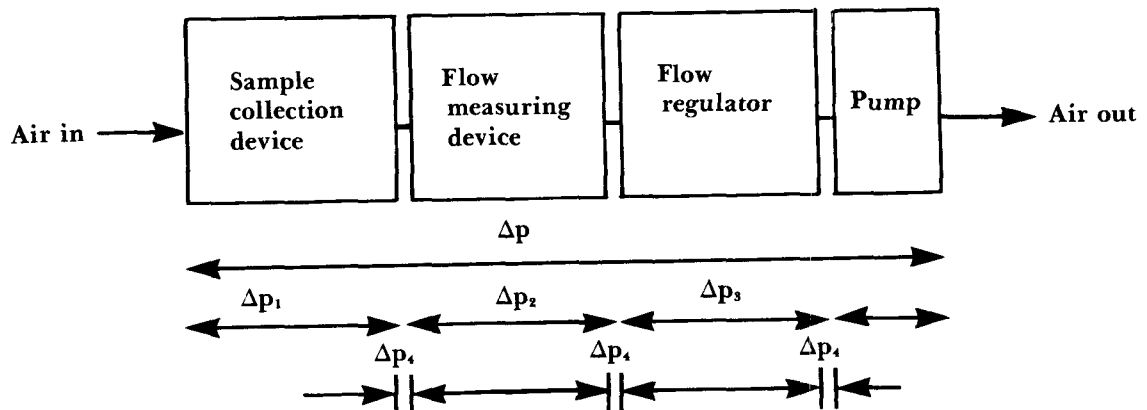 Sample
collection
device
Flow
measuring
device
Flow
regulator
Pump
Air in
Air out
Δp
Δp₁
Δp₂
Δp₃
Δp₄
Δp₄
Δp₄